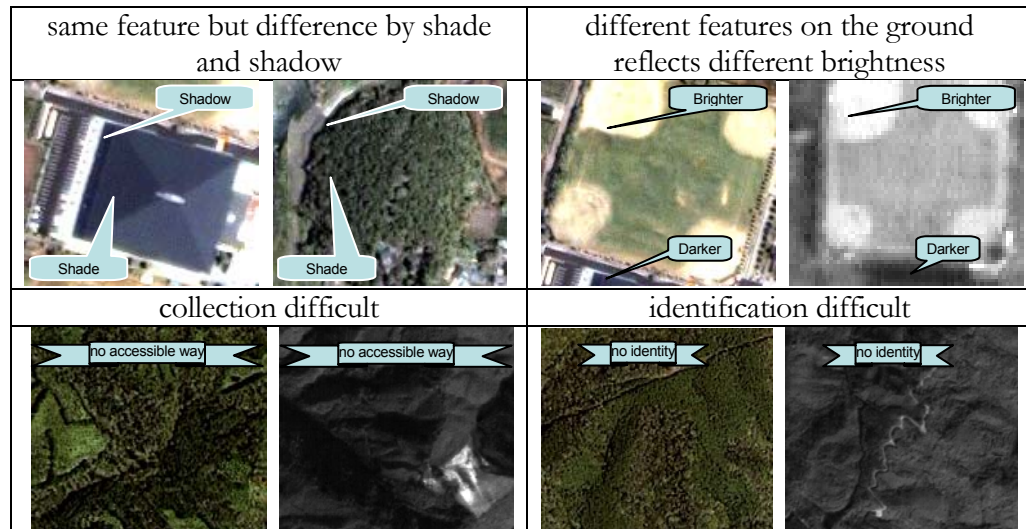 same feature but difference by shade
and shadow
different features on the ground
reflects different brightness
Shadow
Shadow
Brighter
Brighter
Shade
Shade
Darker
Darker
collection difficult
identification difficult
no accessible way
no accessible way
no identity
no identity